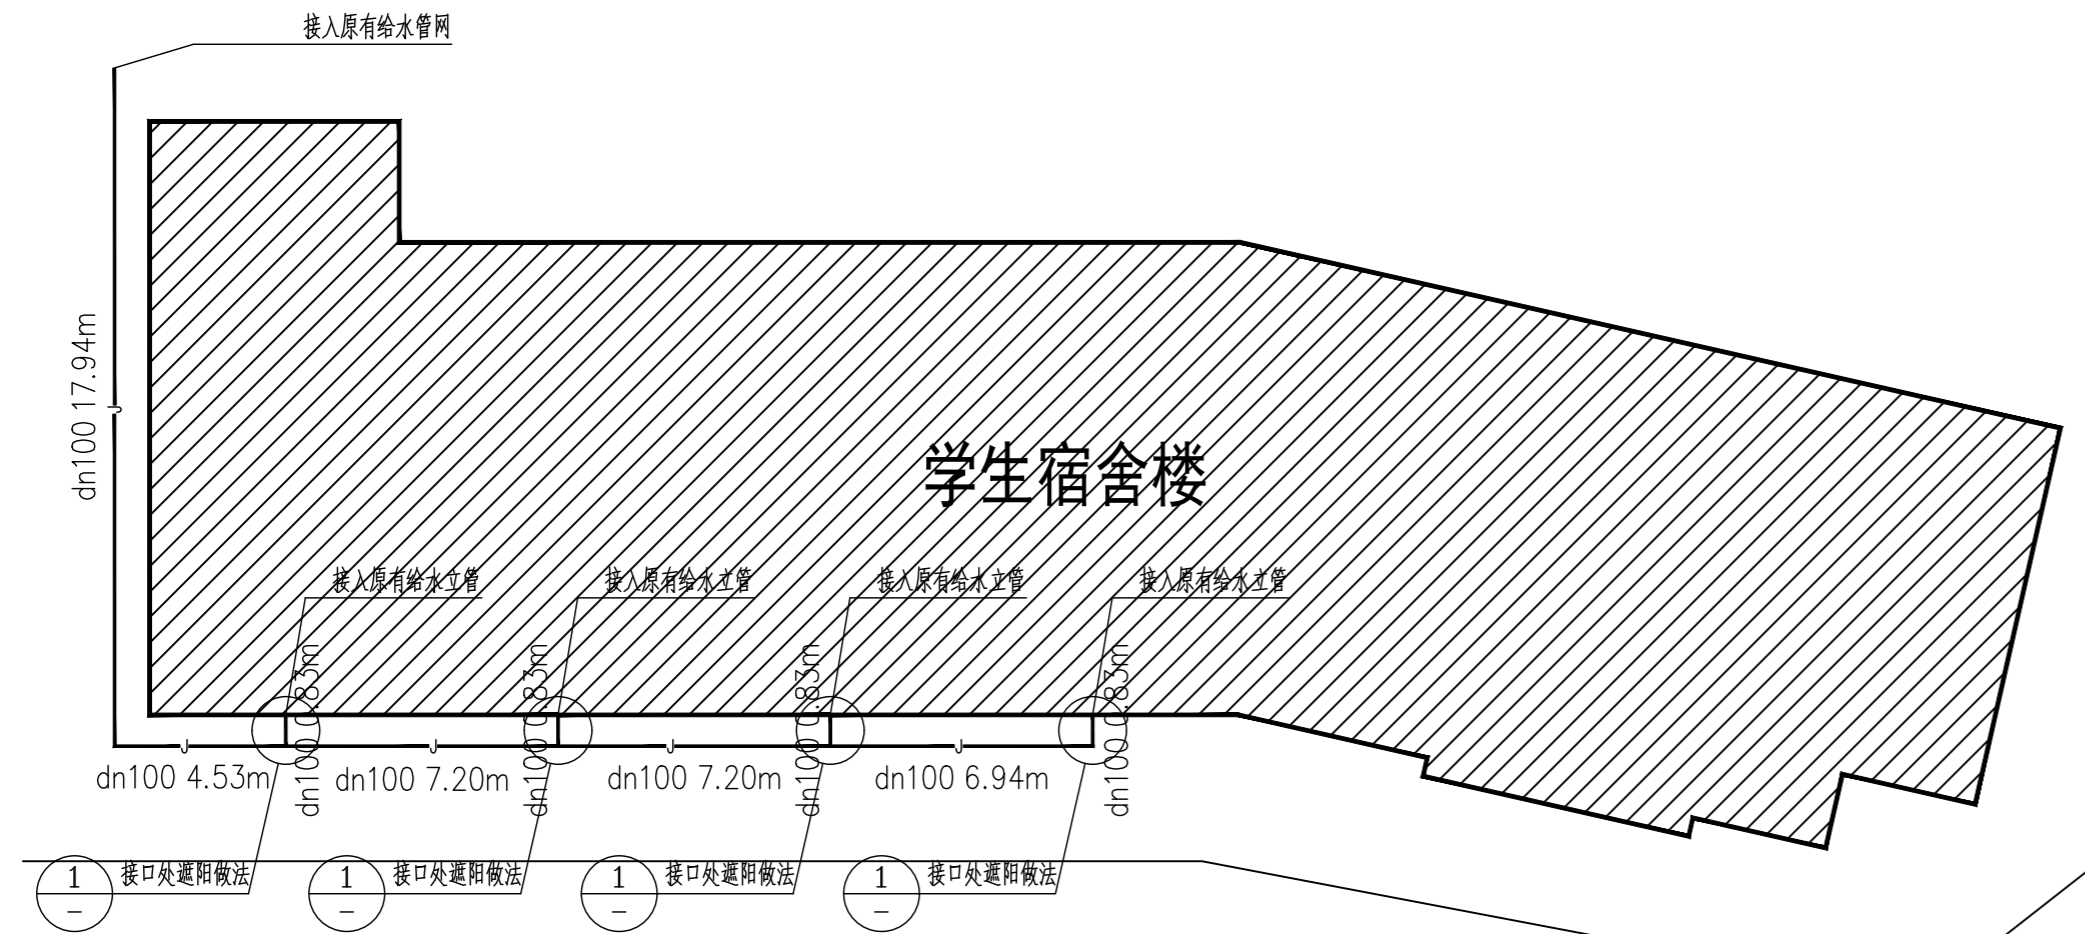 接入原有给水管网
dn100 17.94m
学生宿舍楼
接入原有给水立管
接入原有给水立管
接入原有给水立管
接入原有给水立管
dn100 0.83m
dn100 0.83m
dn100 0.83m
dn100 0.83m
J
J
J
J
J
dn100 4.53m
dn100 7.20m
dn100 7.20m
dn100 6.94m
1
–
接口处遮阳做法
1
–
接口处遮阳做法
1
–
接口处遮阳做法
1
–
接口处遮阳做法